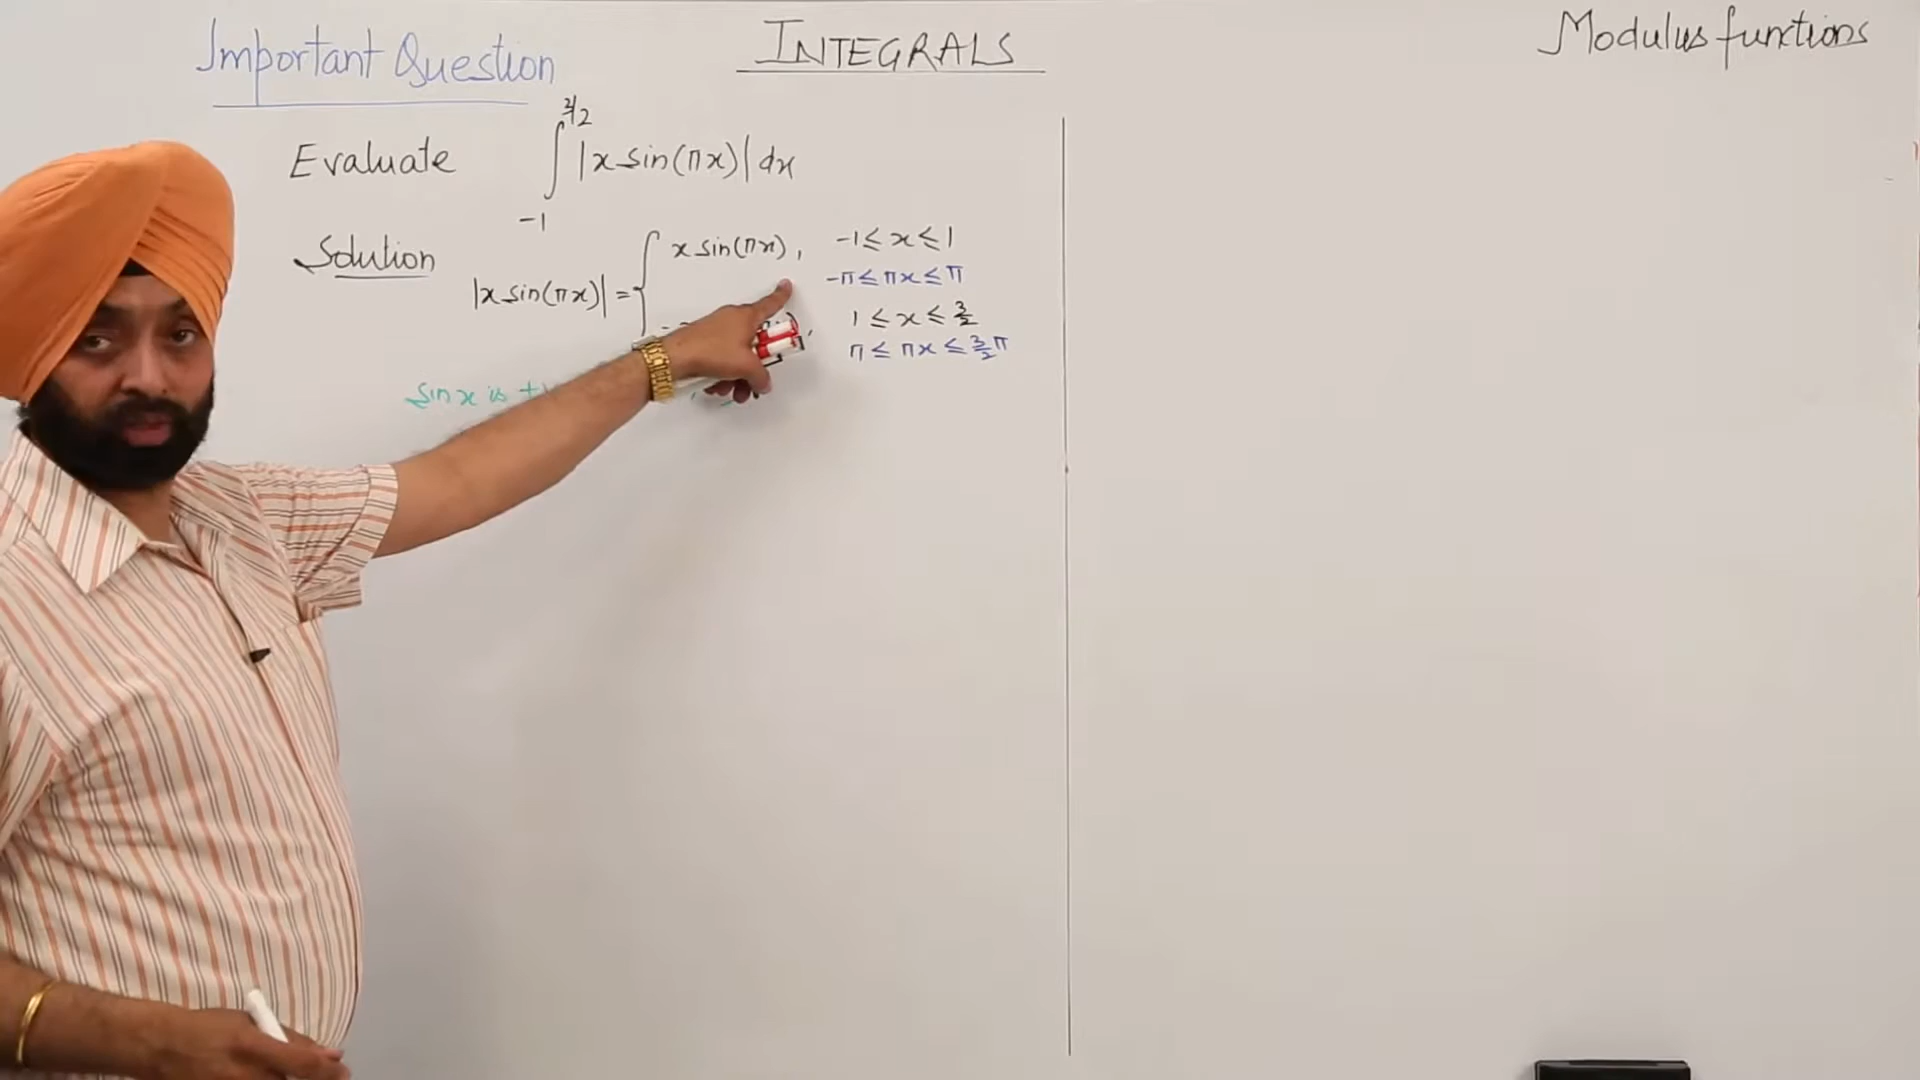 Important Question
INTEGRALS
Modulus functions
Evaluate ∫₋₁^(3/2) |x sin(πx)| dx
Solution
|x sin(πx)| = { x sin(πx), -1 ≤ x ≤ 1
-π ≤ πx ≤ π
1 ≤ x ≤ 3/2
π ≤ πx ≤ 3/2 π
Sin x is